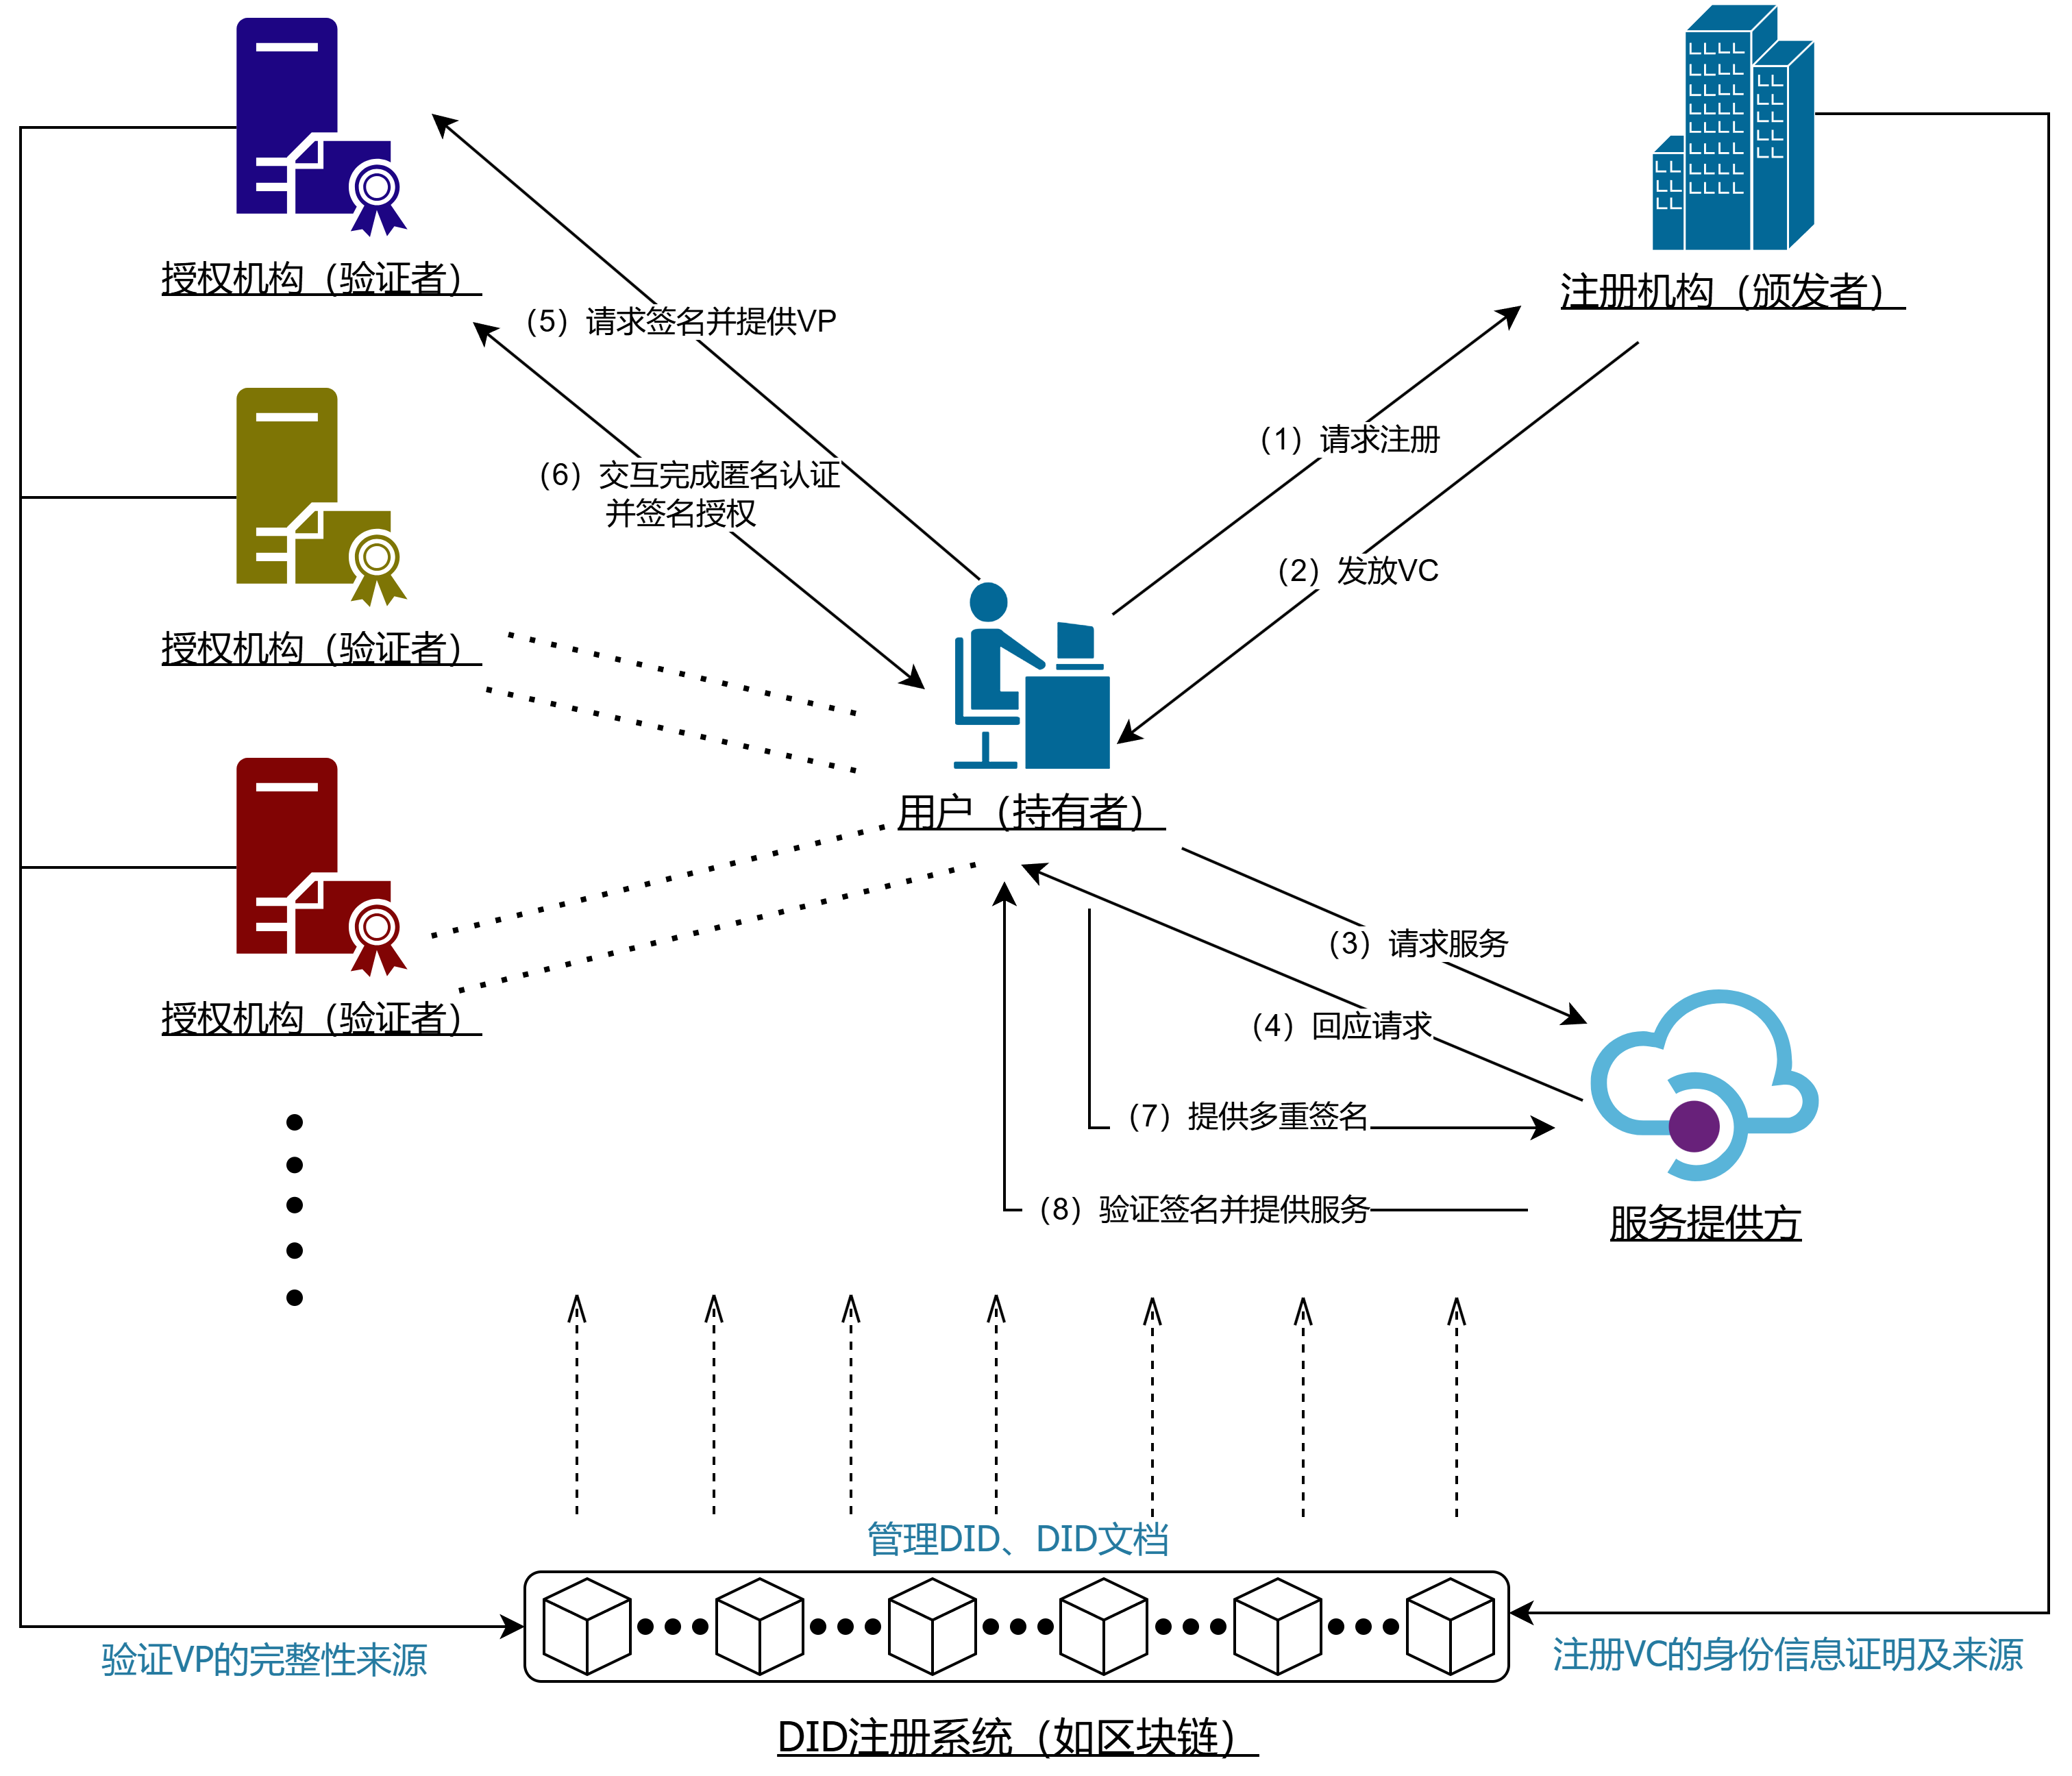 授权机构（验证者）
注册机构（颁发者）
（5）请求签名并提供VP
（1）请求注册
（6）交互完成匿名认证
并签名授权
（2）发放VC
授权机构（验证者）
用户（持有者）
（3）请求服务
授权机构（验证者）
（4）回应请求
（7）提供多重签名
（8）验证签名并提供服务
服务提供方
管理DID、DID文档
验证VP的完整性来源
注册VC的身份信息证明及来源
DID注册系统（如区块链）